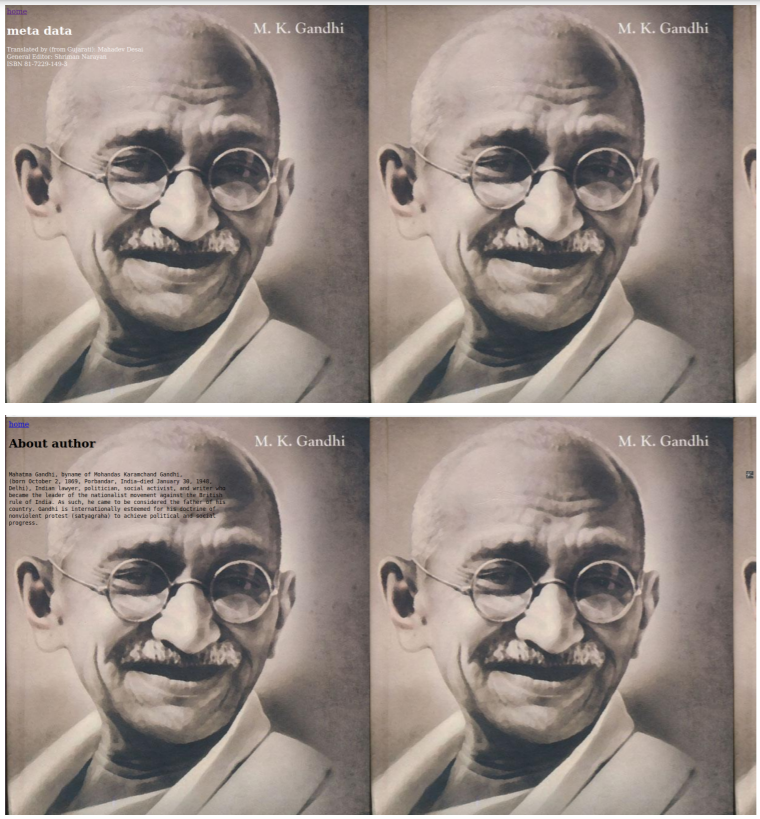 home
M. K. Gandhi
M. K. Gandhi
meta data
Translated by (from Gujarati): Mahadev Desai
General Editor: Shriman Narayan
ISBN 81-7229-149-3
home
About author
M. K. Gandhi
M. K. Gandhi
Mahatma Gandhi, byname of Mohandas Karamchand Gandhi,
(born October 2, 1869, Porbandar, India-died January 30, 1948,
Delhi), Indian lawyer, politician, social activist, and writer who
became the leader of the nationalist movement against the British
rule of India. As such, he came to be considered the father of his
country. Gandhi is internationally esteemed for his doctrine of
nonviolent protest (satyagraha) to achieve political and social
progress.